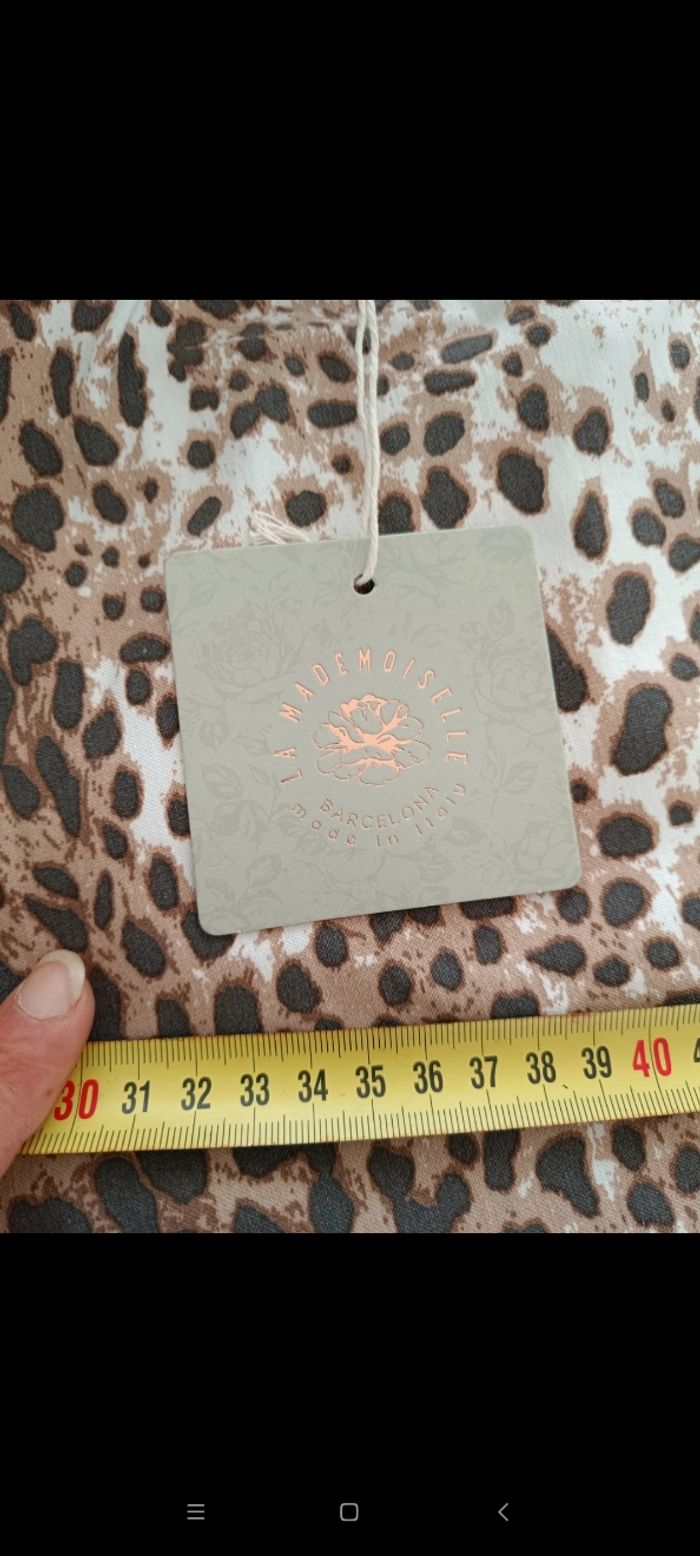 LA MADEMOISELLE
BARCELONA
made in italy
30 31 32 33 34 35 36 37 38 39 40